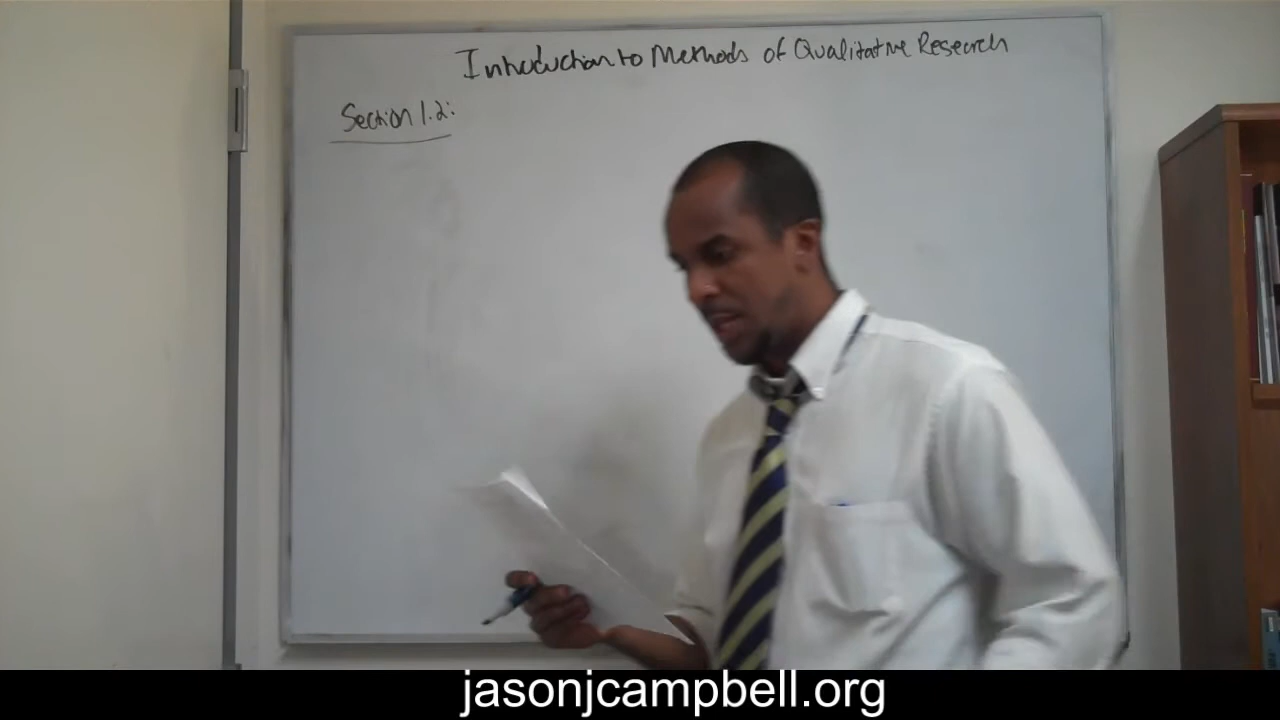 Introduction to Methods of Qualitative Research
Section 1.2:
jasonjcampbell.org